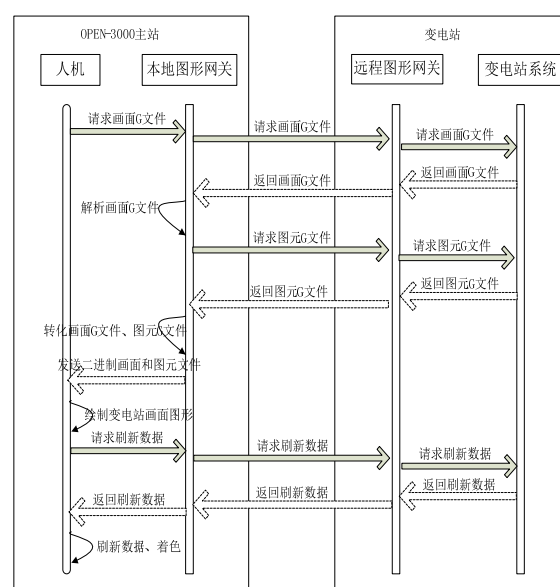 OPEN-3000主站
变电站
人机
本地图形网关
远程图形网关
变电站系统
请求画面G文件
请求画面G文件
请求画面G文件
返回画面G文件
返回画面G文件
解析画面G文件
请求图元G文件
请求图元G文件
返回图元G文件
返回图元G文件
转化画面G文件、图元G文件
发送二进制画面和图元文件
绘制变电站画面图形
请求刷新数据
请求刷新数据
请求刷新数据
返回刷新数据
返回刷新数据
返回刷新数据
刷新数据、着色